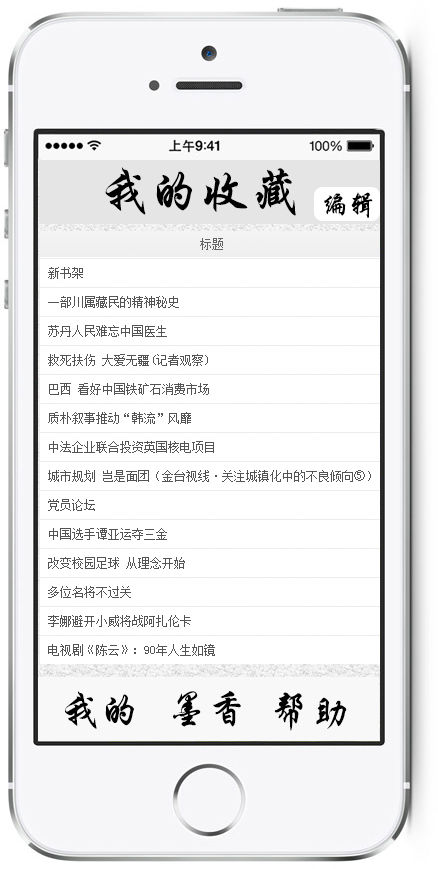 上午9:41 100%
我的收藏
编辑
标题
新书架
一部川属藏民的精神秘史
苏丹人民难忘中国医生
救死扶伤 大爱无疆(记者观察)
巴西 看好中国铁矿石消费市场
质朴叙事推动“韩流”风靡
中法企业联合投资英国核电项目
城市规划 岂是面团（金台视线·关注城镇化中的不良倾向⑤）
党员论坛
中国选手谭亚运夺三金
改变校园足球 从理念开始
多位名将不过关
李娜避开小威将战阿扎伦卡
电视剧《陈云》：90年人生如镜
我的 墨香 帮助